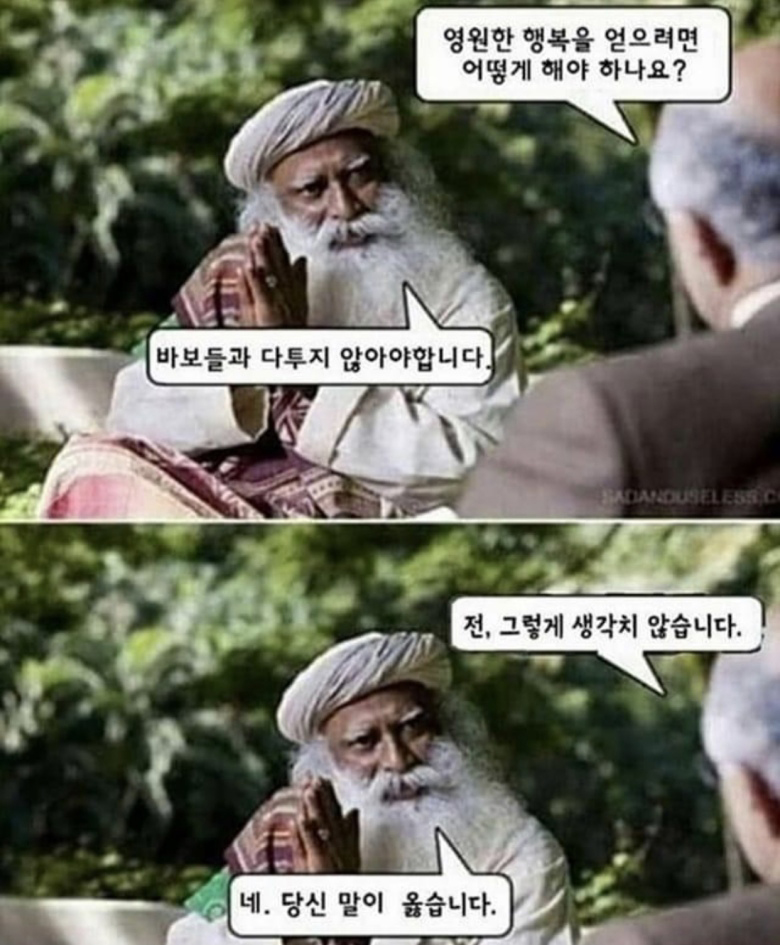 영원한 행복을 얻으려면
어떻게 해야 하나요?
바보들과 다투지 않아야합니다.
SADANDUSELESS.C
전, 그렇게 생각치 않습니다.
네. 당신 말이 옳습니다.